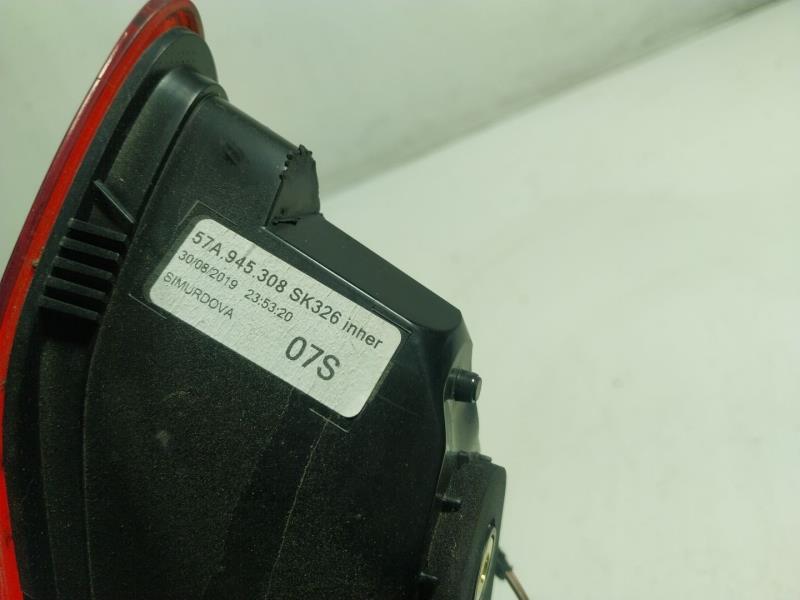 57A.945.308 SK326 inner
30/08/2019 23:53:20
SIMURDOVA
07S